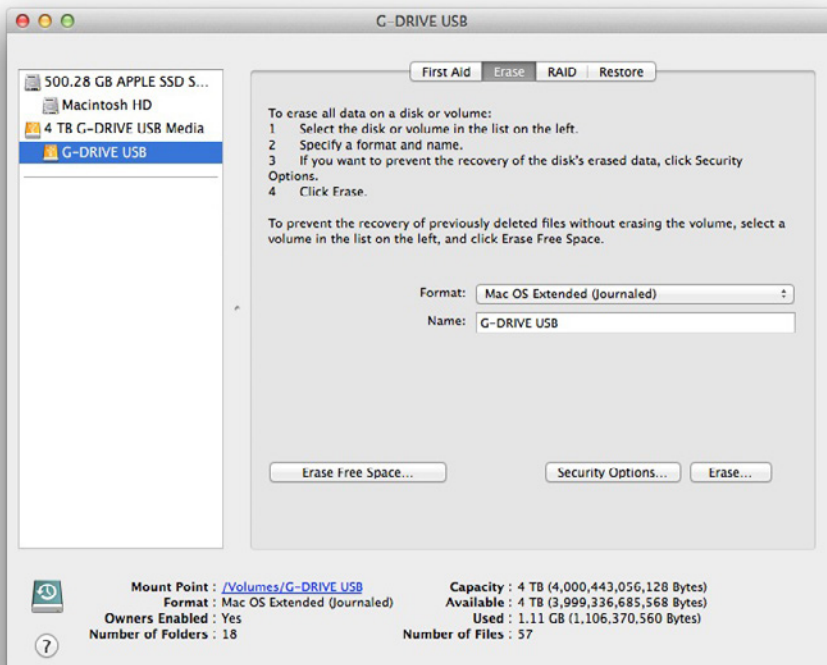 G-DRIVE USB
500.28 GB APPLE SSD S...
Macintosh HD
4 TB G-DRIVE USB Media
G-DRIVE USB
First Aid Erase RAID Restore
To erase all data on a disk or volume:
1 Select the disk or volume in the list on the left.
2 Specify a format and name.
3 If you want to prevent the recovery of the disk's erased data, click Security
Options.
4 Click Erase.
To prevent the recovery of previously deleted files without erasing the volume, select a
volume in the list on the left, and click Erase Free Space.
Format: Mac OS Extended (Journaled)
Name: G-DRIVE USB
Erase Free Space... Security Options... Erase...
Mount Point : /Volumes/G-DRIVE USB Capacity : 4 TB (4,000,443,056,128 Bytes)
Format : Mac OS Extended (Journaled) Available : 4 TB (3,999,336,685,568 Bytes)
Owners Enabled : Yes Used : 1.11 GB (1,106,370,560 Bytes)
Number of Folders : 18 Number of Files : 57
?